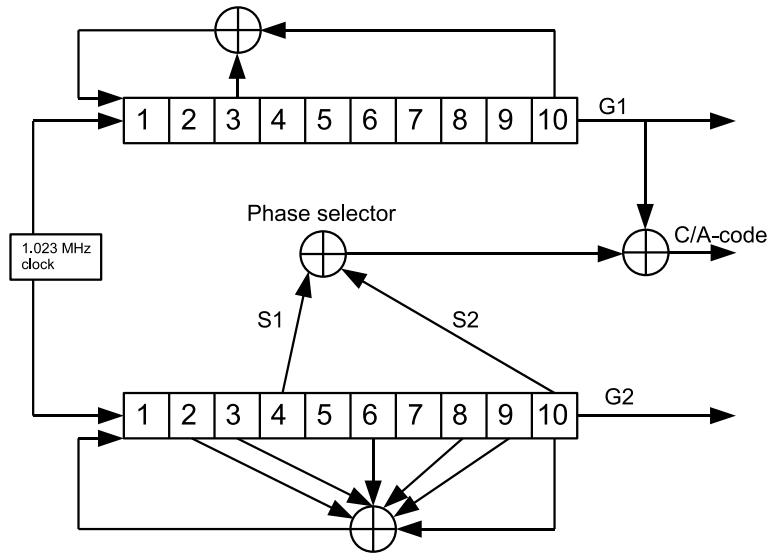 1 2 3 4 5 6 7 8 9 10
G1
Phase selector
C/A-code
1.023 MHz
clock
S1
S2
1 2 3 4 5 6 7 8 9 10
G2